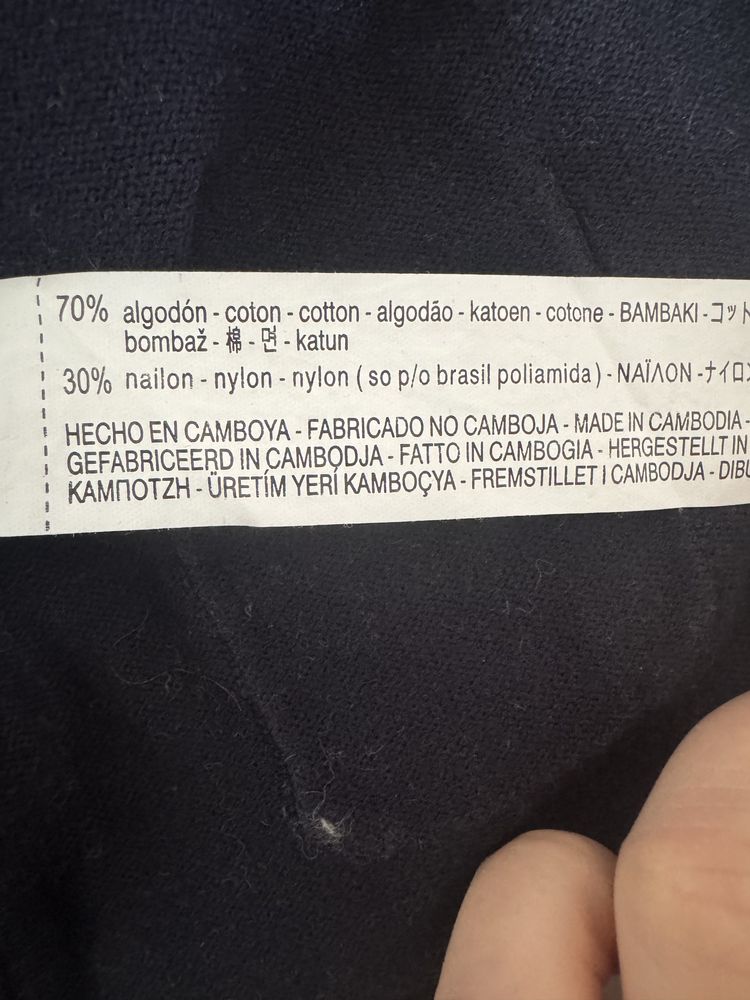 70% algodón - coton - cotton - algodão - katoen - cotone - BAMBAKI - コット
bombaž - 棉 - 면 - katun
30% nailon - nylon - nylon ( so p/o brasil poliamida ) - ΝΑΪΛΟΝ - ナイロン
HECHO EN CAMBOYA - FABRICADO NO CAMBOJA - MADE IN CAMBODIA -
GEFABRICEERD IN CAMBODJA - FATTO IN CAMBOGIA - HERGESTELLT IN
ΚΑΜΠΟΤΖΗ - ÜRETİM YERİ KAMBOÇYA - FREMSTILLET I CAMBODJA - DIBU